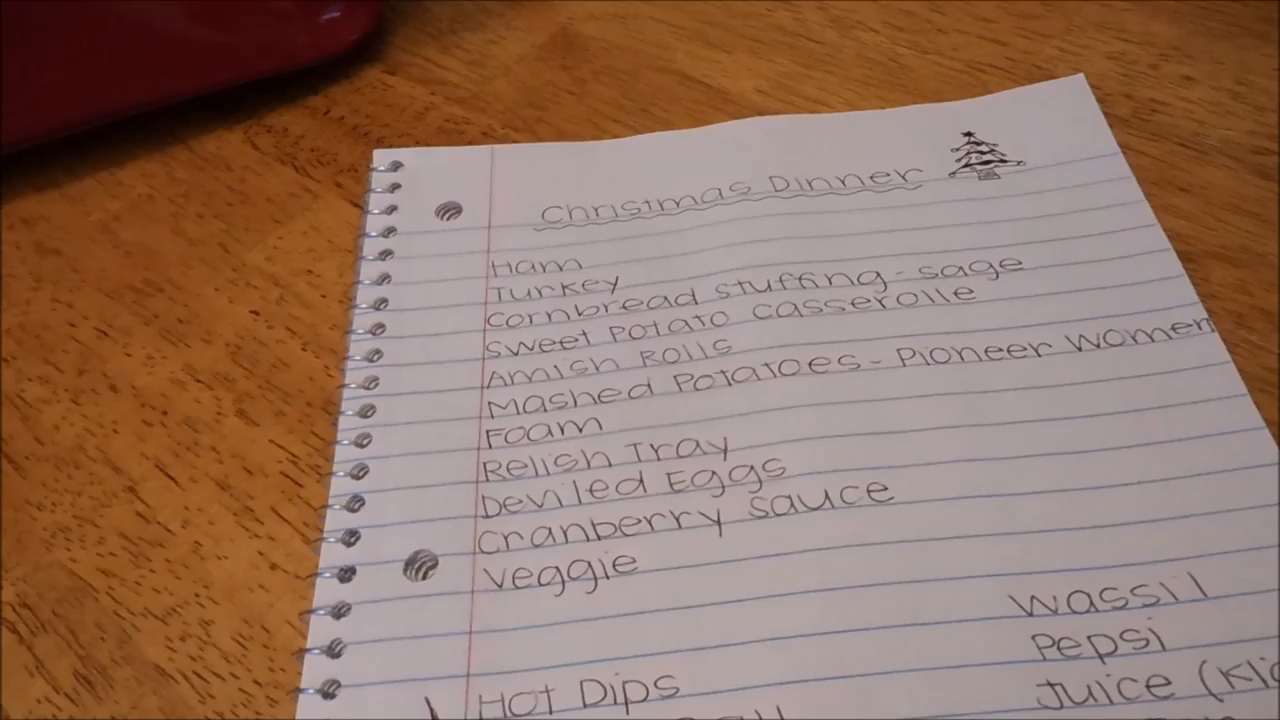 Christmas Dinner
Ham
Turkey
Cornbread stuffing - sage
Sweet Potato casserolle
Amish Rolls
Mashed Potatoes - Pioneer Women
Foam
Relish Tray
Deviled Eggs
Cranberry Sauce
Veggie
Wassil
Pepsi
Juice
Hot Dips